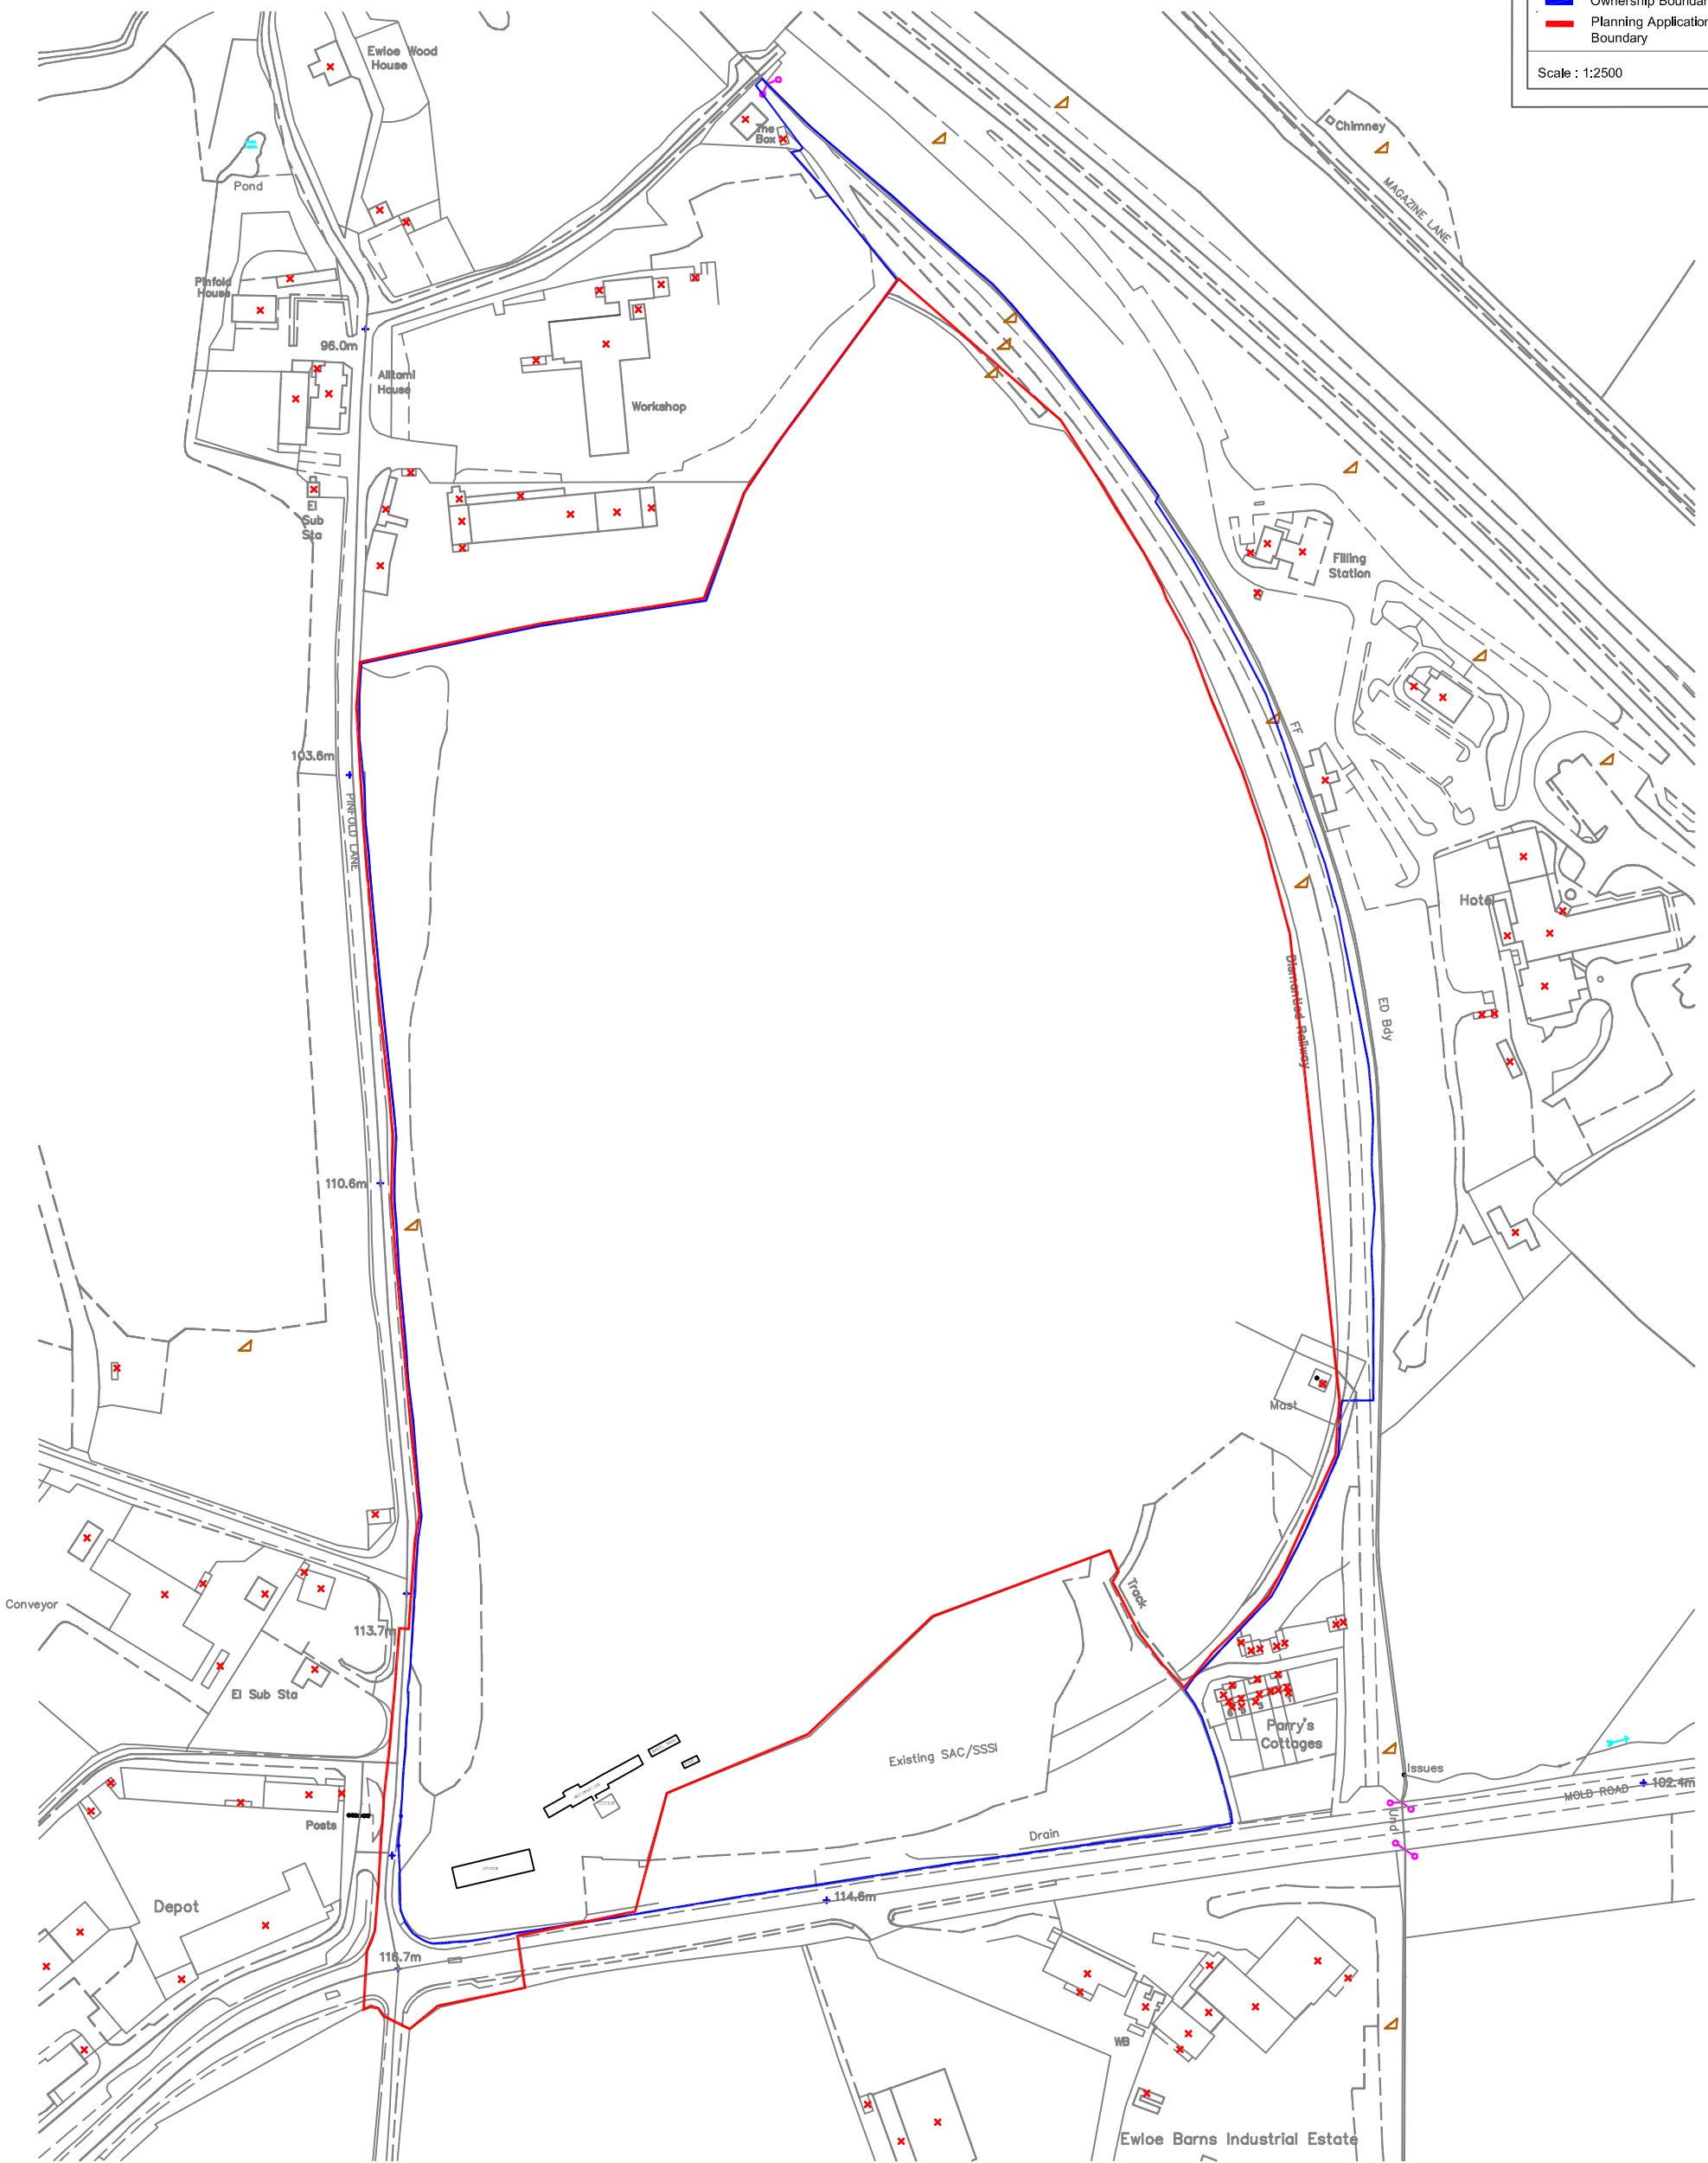 Ownership Boundar
Planning Application
Boundary
Scale : 1:2500
Ewloe Wood
House
The
Box
Chimney
MAGAZINE LANE
Pond
Pinfold
House
96.0m
Alltami
House
Workshop
El
Sub
Sta
Filling
Station
FF
103.6m
PINFOLD LANE
Hotel
Dismantled Railway
ED Bdy
110.6m
Mast
Track
Conveyor
113.7m
El Sub Sta
Parry's
Cottages
Existing SAC/SSSI
Issues
102.4m
MOLD ROAD
Und
Posts
Drain
114.6m
Depot
116.7m
WB
Ewloe Barns Industrial Estate